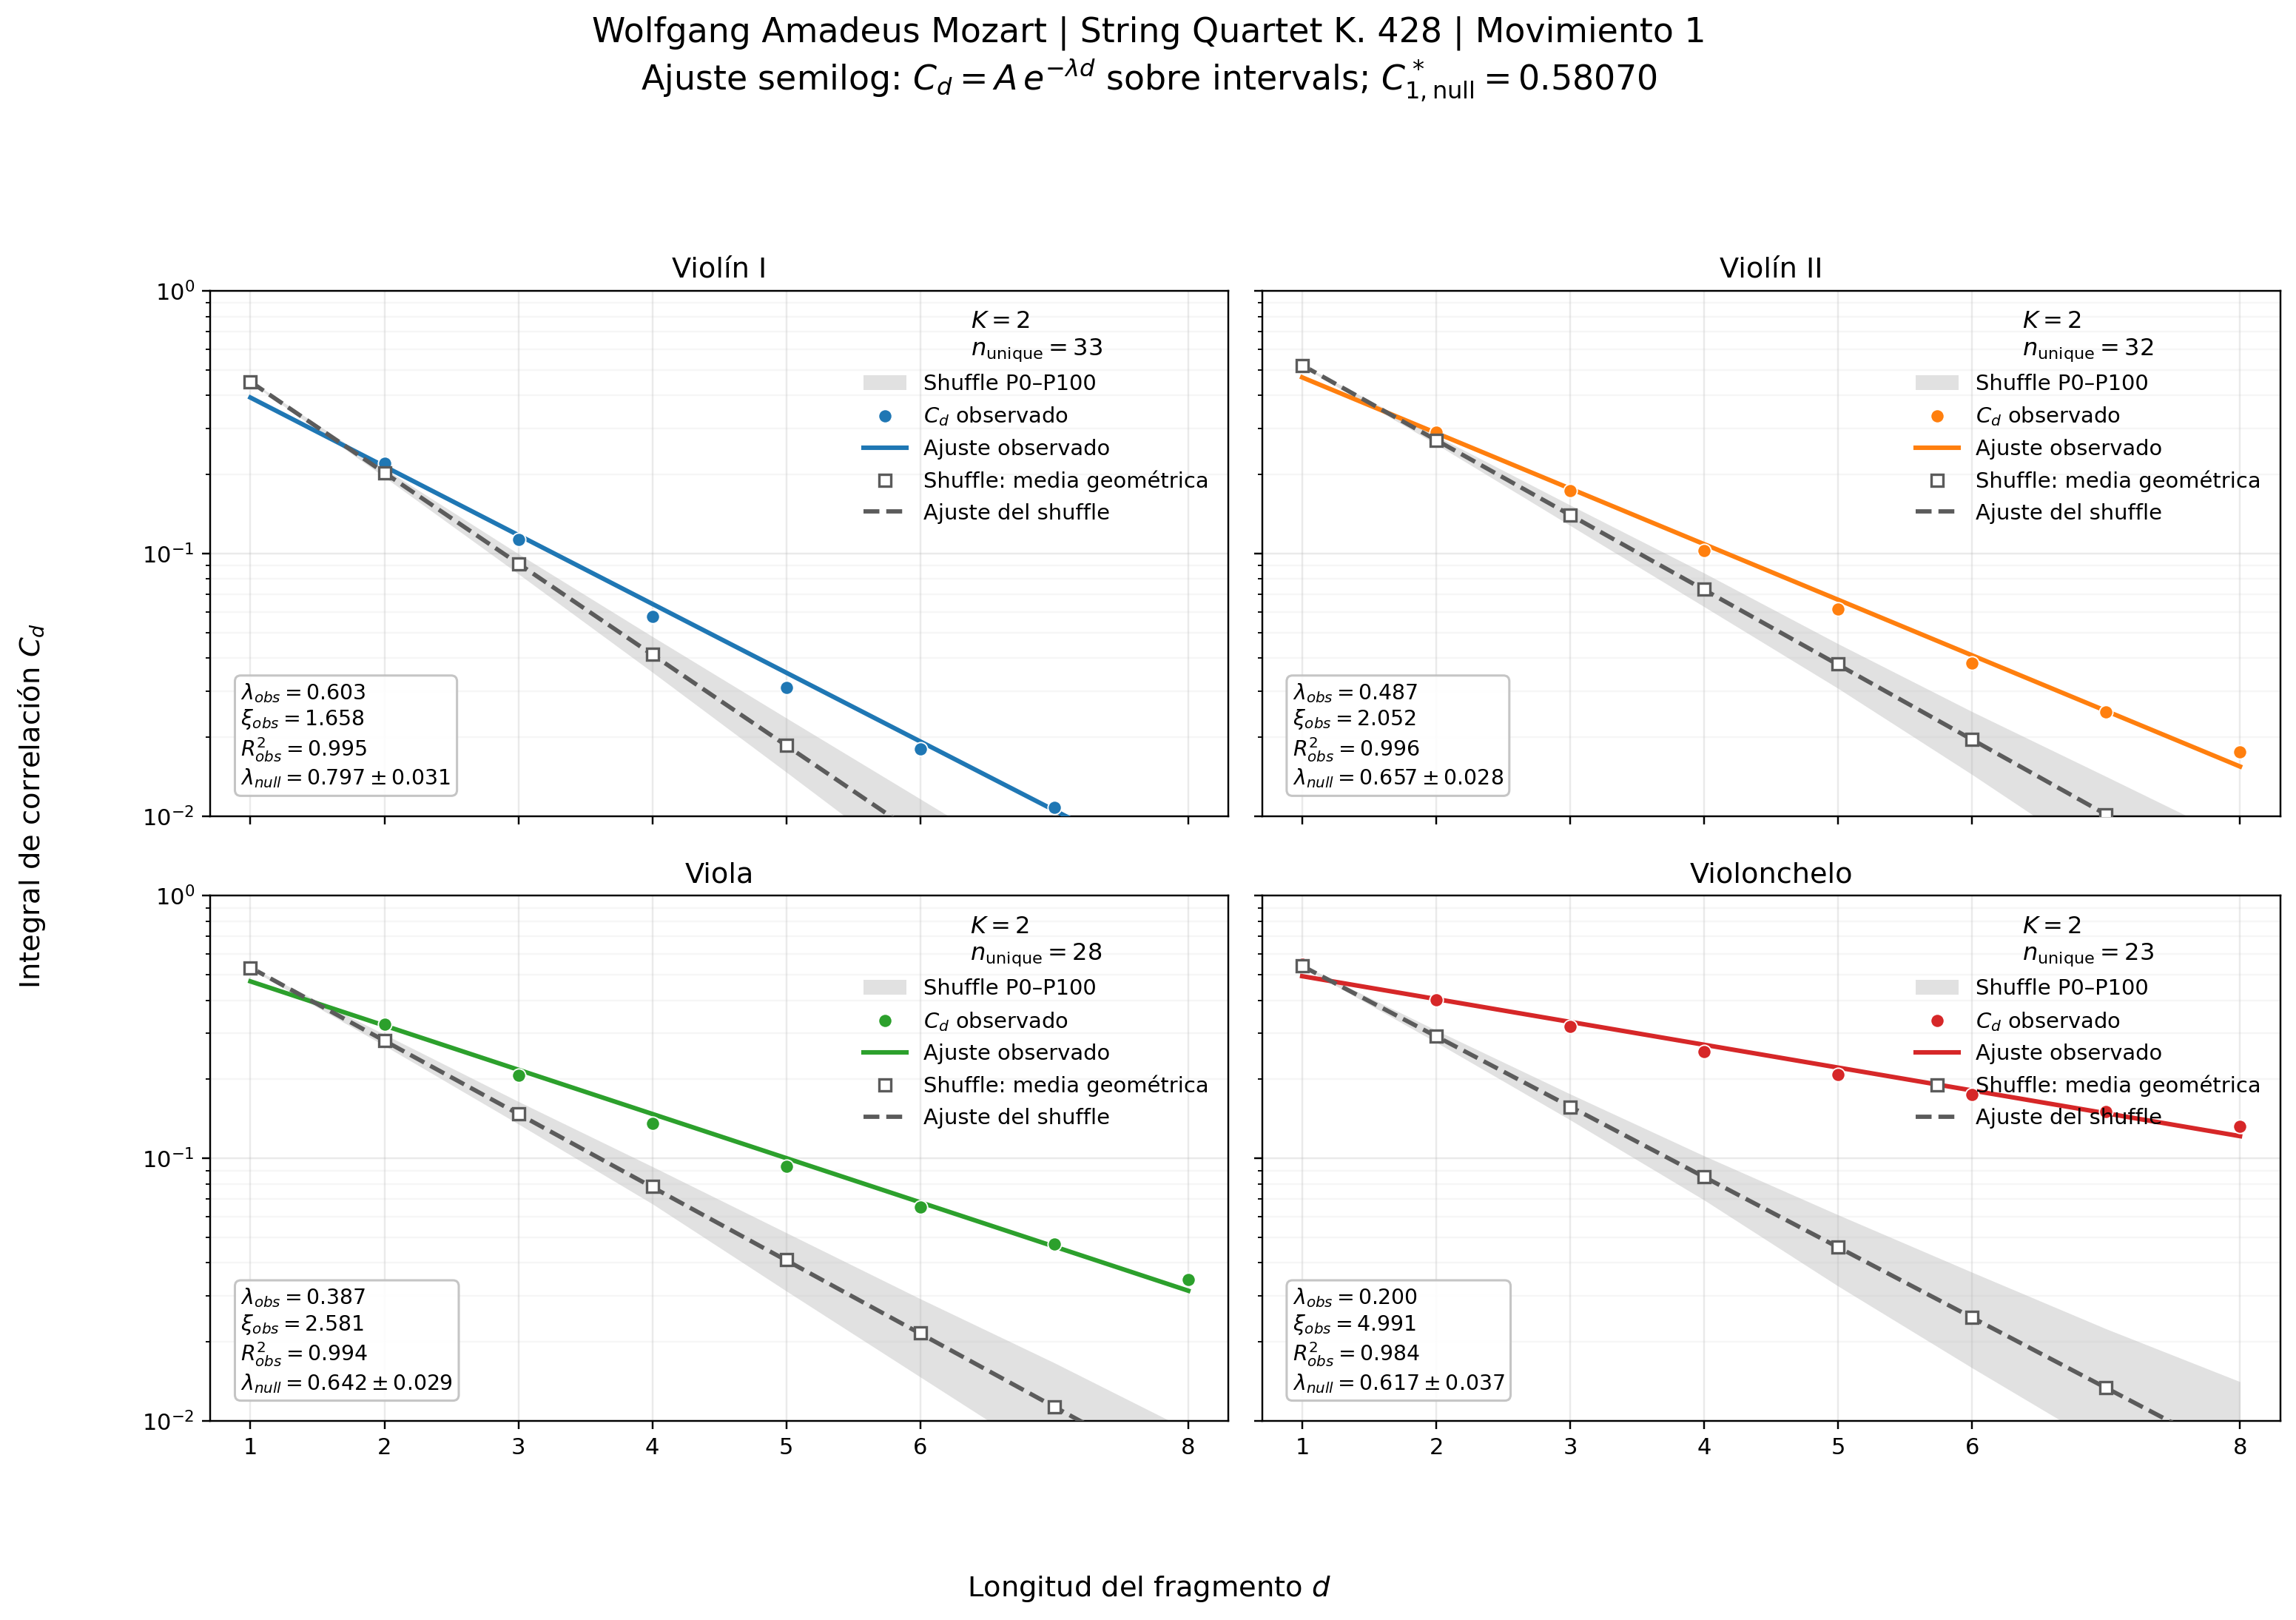 Wolfgang Amadeus Mozart | String Quartet K. 428 | Movimiento 1
Ajuste semilog: C_d = A e^{−λd} sobre intervals; C^*_{1, null} = 0.58070
Integral de correlación C_d
Violín I
10^0
10^{−1}
10^{−2}
K = 2
n_unique = 33
Shuffle P0–P100
C_d observado
Ajuste observado
Shuffle: media geométrica
Ajuste del shuffle
λ_obs = 0.603
ξ_obs = 1.658
R^2_obs = 0.995
λ_null = 0.797 ± 0.031
Violín II
K = 2
n_unique = 32
Shuffle P0–P100
C_d observado
Ajuste observado
Shuffle: media geométrica
Ajuste del shuffle
λ_obs = 0.487
ξ_obs = 2.052
R^2_obs = 0.996
λ_null = 0.657 ± 0.028
Viola
10^0
10^{−1}
10^{−2}
K = 2
n_unique = 28
Shuffle P0–P100
C_d observado
Ajuste observado
Shuffle: media geométrica
Ajuste del shuffle
λ_obs = 0.387
ξ_obs = 2.581
R^2_obs = 0.994
λ_null = 0.642 ± 0.029
1 2 3 4 5 6 8
Violonchelo
K = 2
n_unique = 23
Shuffle P0–P100
C_d observado
Ajuste observado
Shuffle: media geométrica
Ajuste del shuffle
λ_obs = 0.200
ξ_obs = 4.991
R^2_obs = 0.984
λ_null = 0.617 ± 0.037
1 2 3 4 5 6 8
Longitud del fragmento d